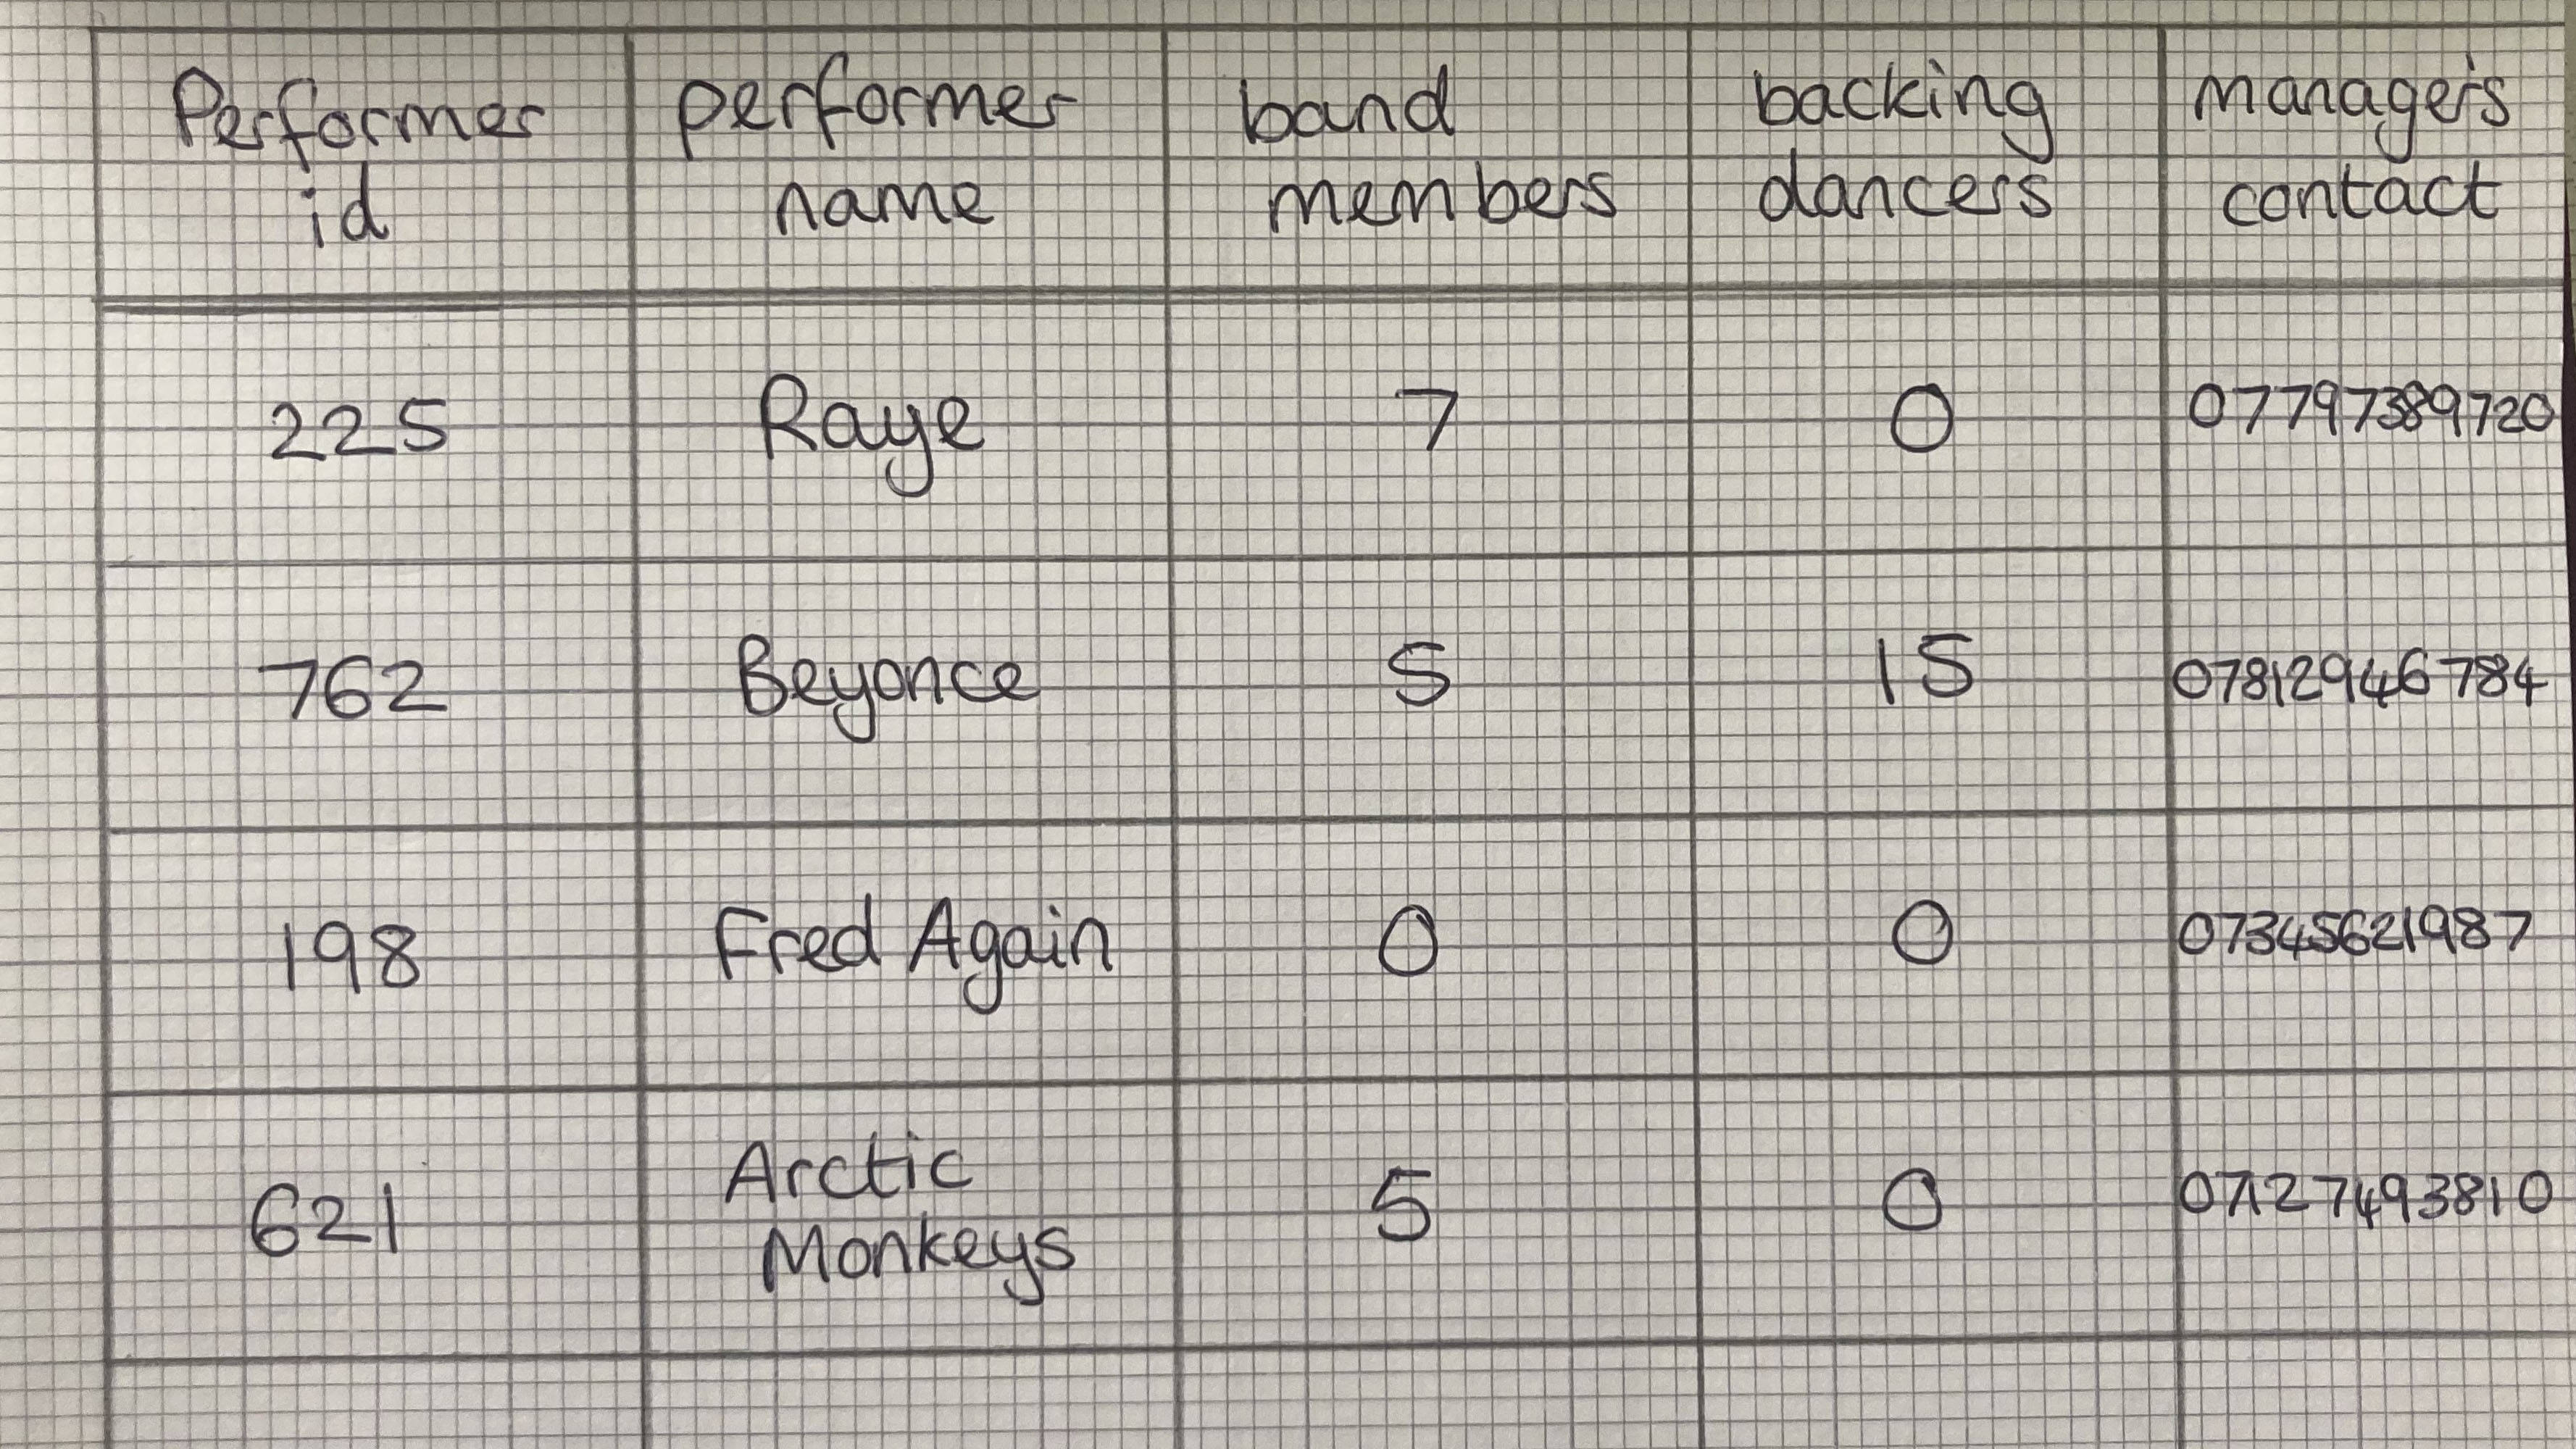 Performer id
performer name
band members
backing dancers
manager's contact
225 Raye 7 0 07797389720
762 Beyonce 5 15 07812946784
198 Fred Again 0 0 07345621987
621 Arctic Monkeys 5 0 07127493810